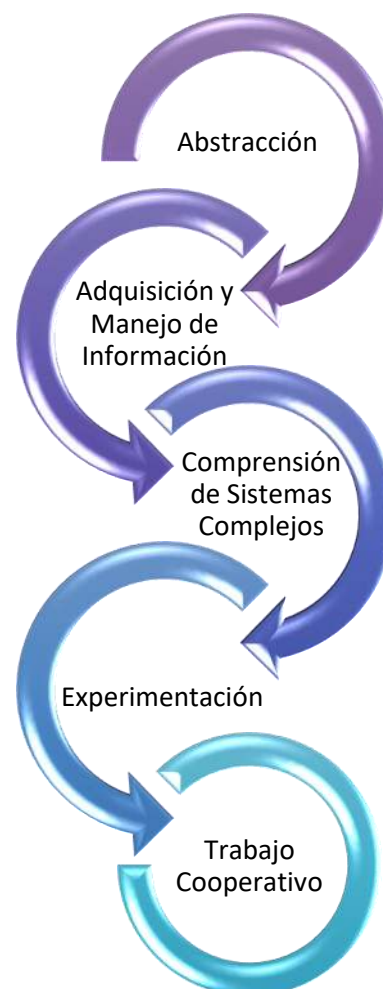 Abstracción
Adquisición y
Manejo de
Información
Comprensión
de Sistemas
Complejos
Experimentación
Trabajo
Cooperativo